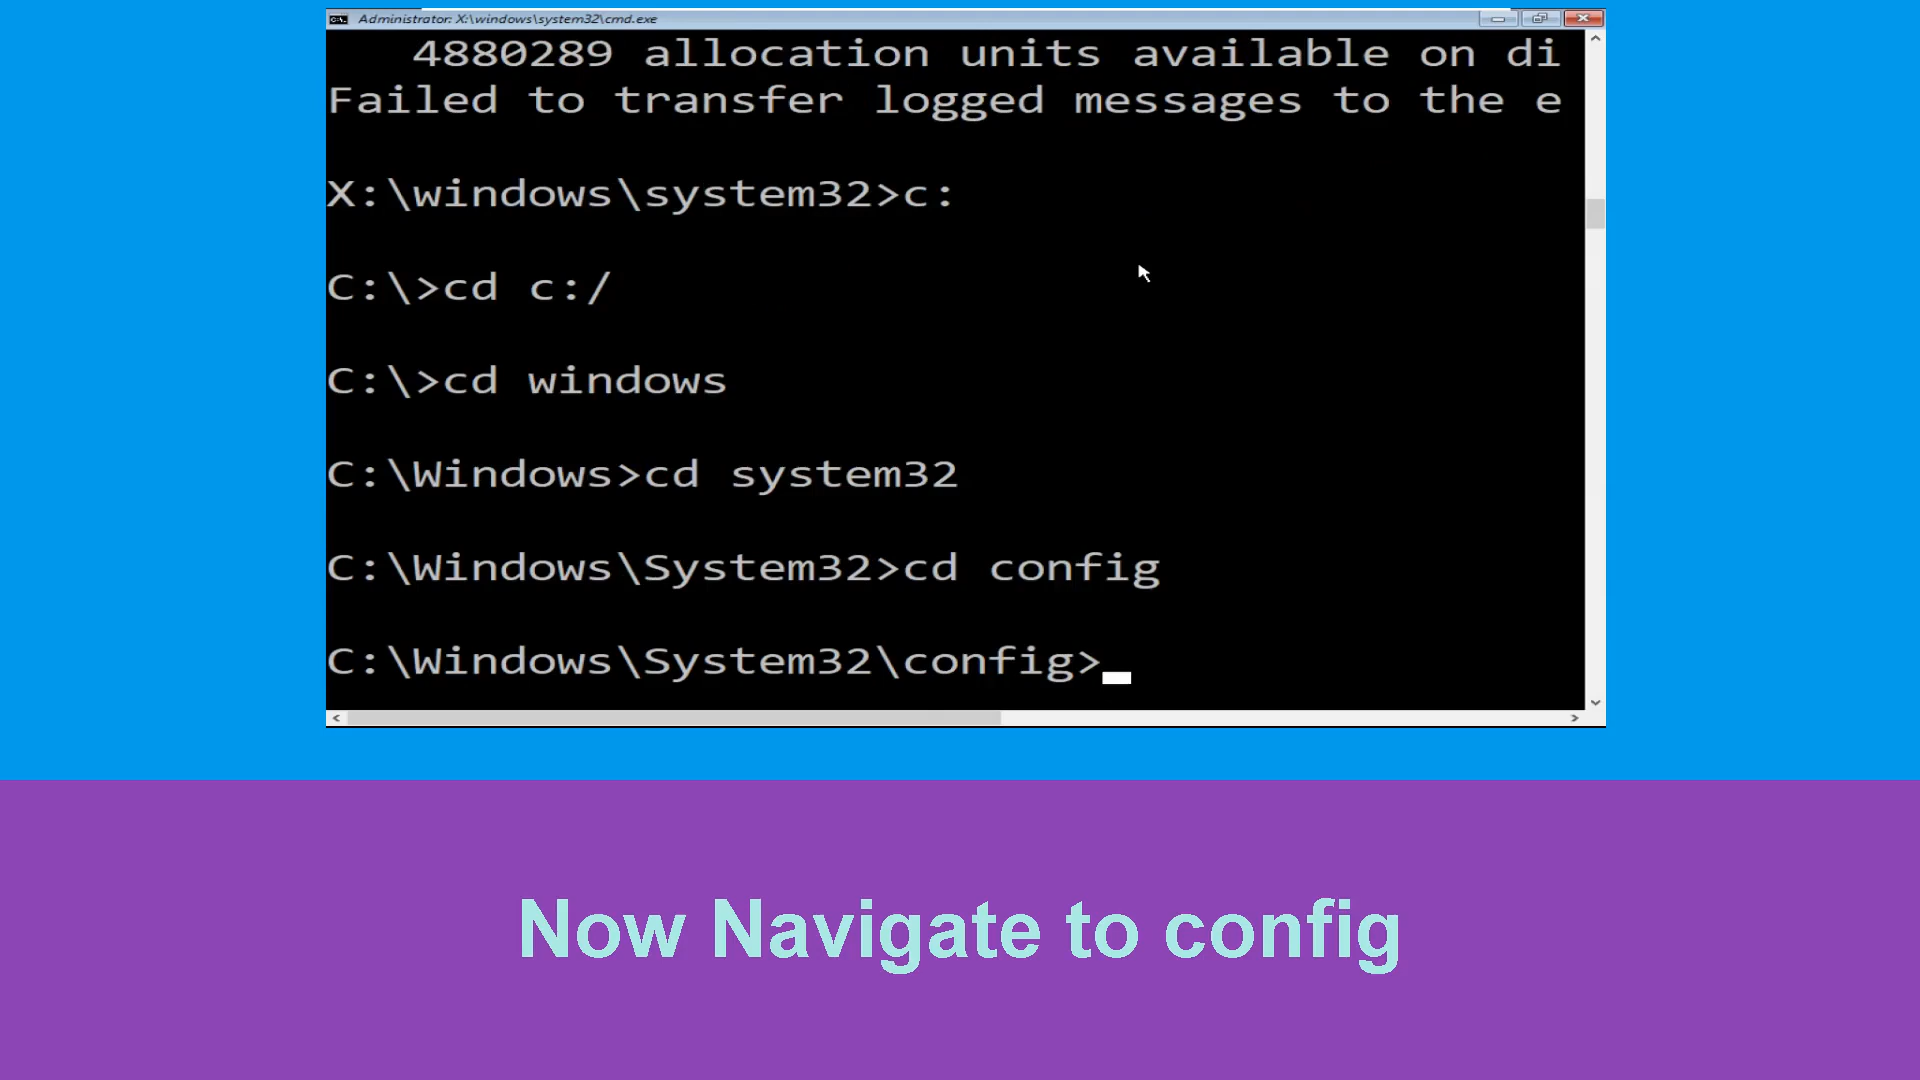 Administrator: X:\windows\system32\cmd.exe
4880289 allocation units available on di
Failed to transfer logged messages to the e
X:\windows\system32>c:
C:\>cd c:/
C:\>cd windows
C:\Windows>cd system32
C:\Windows\System32>cd config
C:\Windows\System32\config>
Now Navigate to config